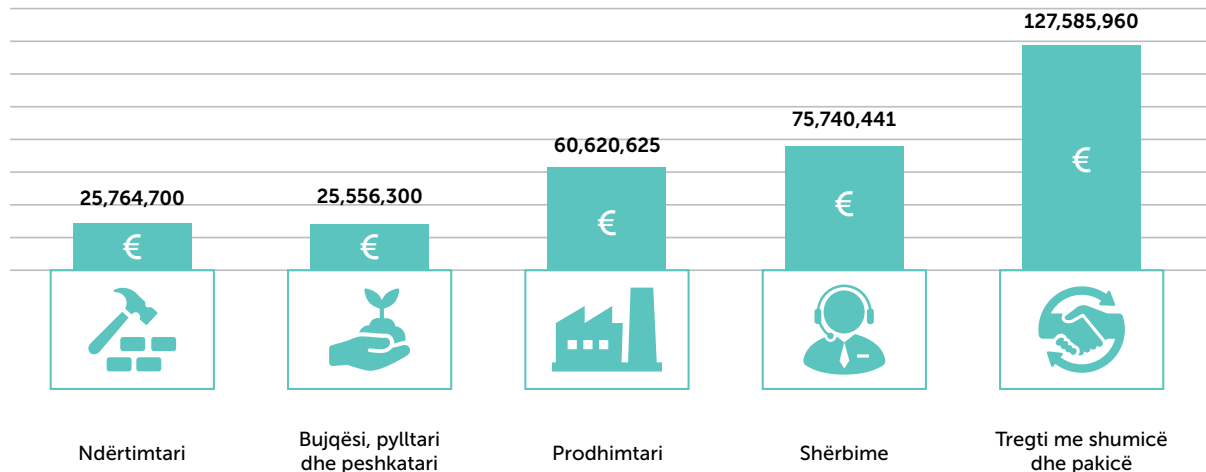 127,585,960
75,740,441
60,620,625
25,764,700
25,556,300
€
€
€
€
€
Ndërtimtari
Bujqësi, pylltari
dhe peshkatari
Prodhimtari
Shërbime
Tregti me shumicë
dhe pakicë